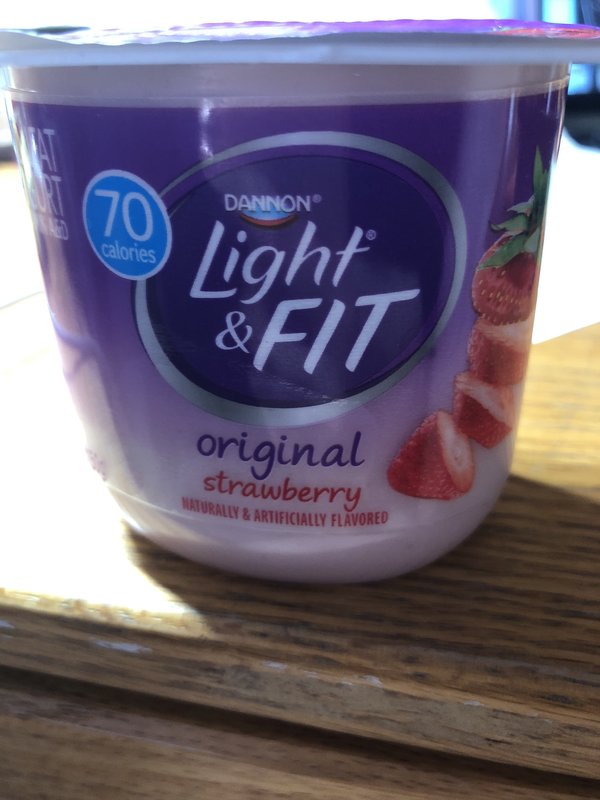 70
calories
DANNON®
Light®
& FIT
original
strawberry
NATURALLY & ARTIFICIALLY FLAVORED